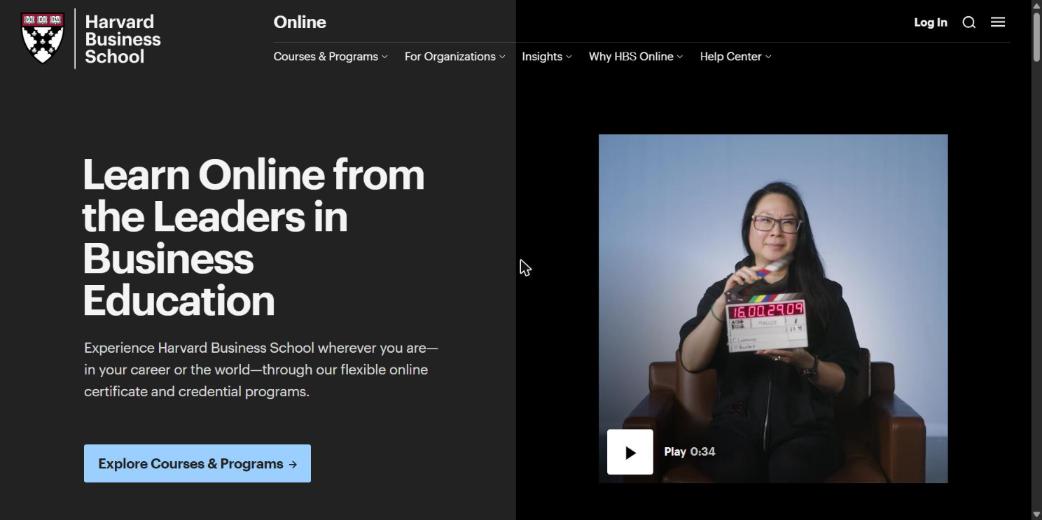 Harvard
Business
School
Online
Log In
Courses & Programs
For Organizations
Insights
Why HBS Online
Help Center
Learn Online from
the Leaders in
Business
Education
Experience Harvard Business School wherever you are—
in your career or the world—through our flexible online
certificate and credential programs.
Explore Courses & Programs →
16:00:29:09
Play 0:34